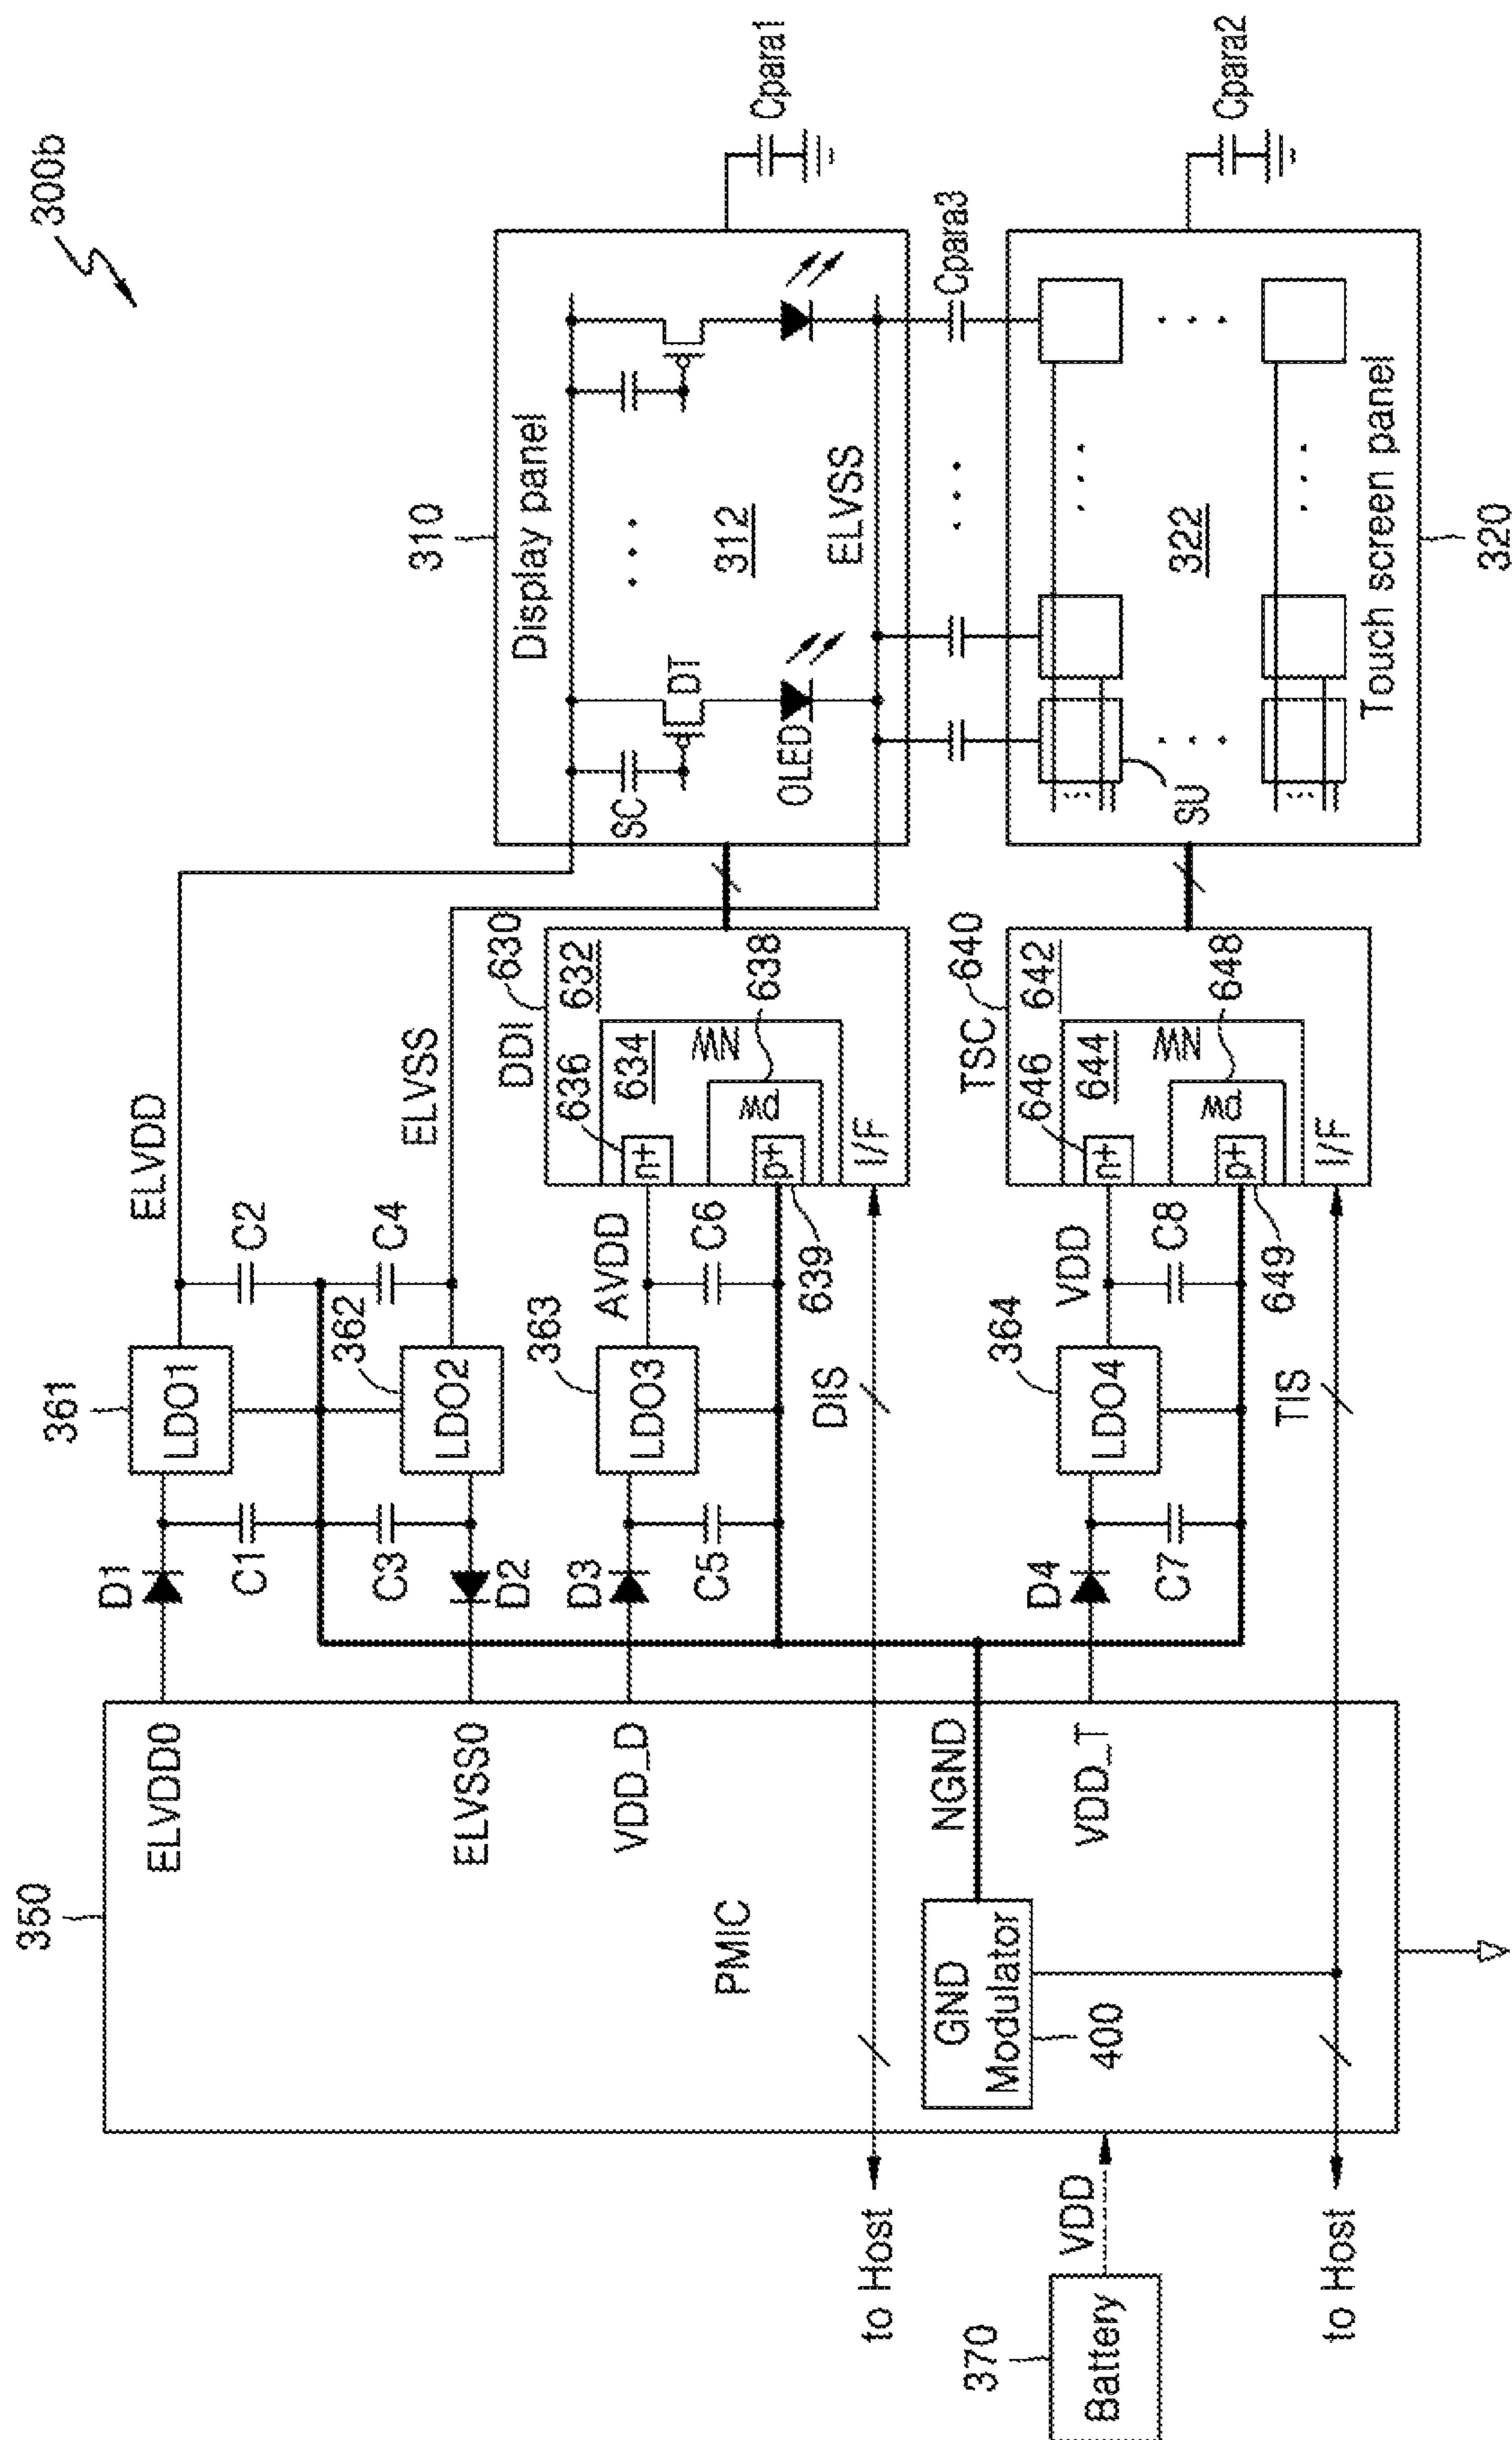 300b
350
ELVDD0
ELVSS0
VDD_D
PMIC
NGND
GND
Modulator
400
VDD_T
370
Battery
VDD
to Host
to Host
D1
C1
C3
D2
D3
C5
D4
C7
361
LDO1
362
LDO2
363
LDO3
364
LDO4
ELVDD
C2
C4
ELVSS
AVDD
C6
639
DIS
VDD
C8
649
TIS
DDI
630
632
636
634
NW
638
n+
PW
p+
I/F
TSC
640
642
646
644
NW
648
n+
PW
p+
I/F
310
Display panel
SC
DT
OLED
312
ELVSS
Cpara1
Cpara3
Cpara2
SU
322
Touch screen panel
320